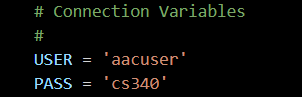 # Connection Variables
#
USER = 'aacuser'
PASS = 'cs340'